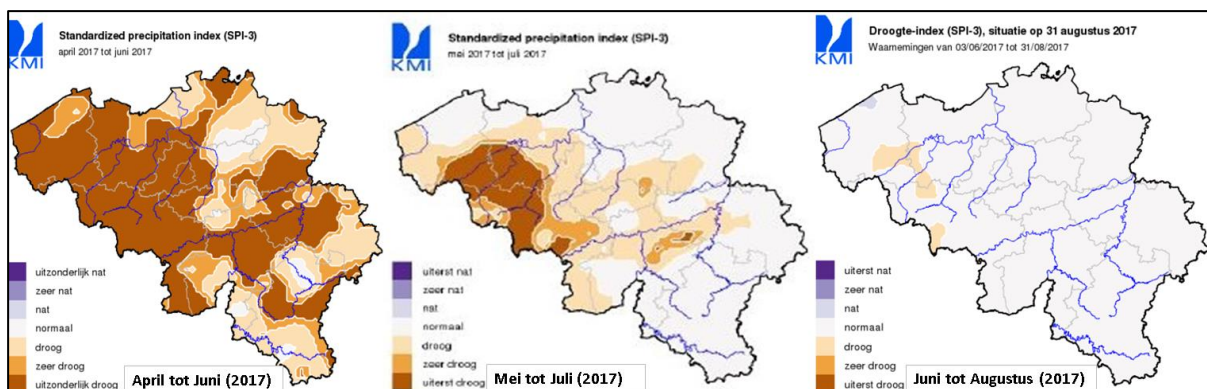 KMI
Standardized precipitation index (SPI-3)
april 2017 tot juni 2017
uitzonderlijk nat
zeer nat
nat
normaal
droog
zeer droog
uitzonderlijk droog
April tot Juni (2017)
KMI
Standardized precipitation index (SPI-3)
mei 2017 tot juli 2017
uiterst nat
zeer nat
nat
normaal
droog
zeer droog
uiterst droog
Mei tot Juli (2017)
KMI
Droogte-index (SPI-3), situatie op 31 augustus 2017
Waarnemingen van 03/06/2017 tot 31/08/2017
uiterst nat
zeer nat
nat
normaal
droog
zeer droog
uiterst droog
Juni tot Augustus (2017)